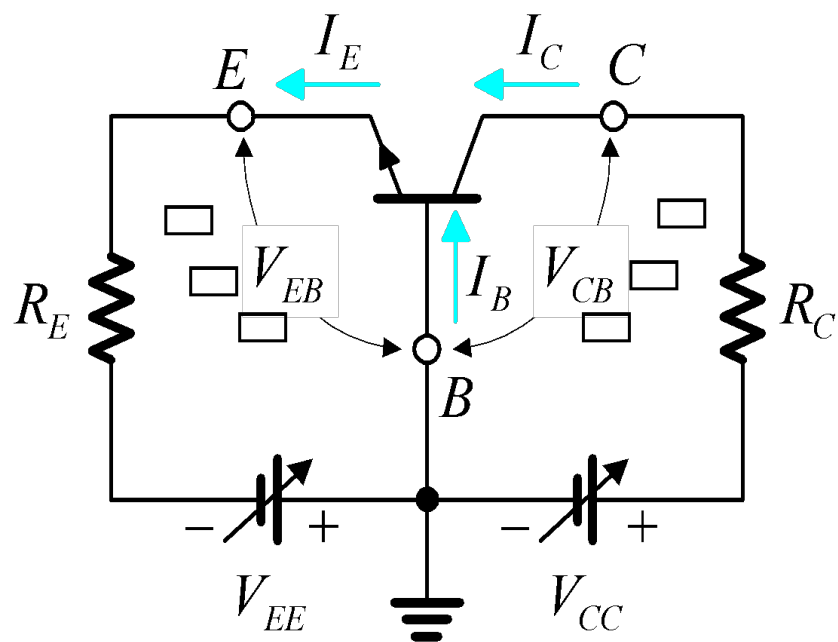 E
I_E
I_C
C
V_EB
V_CB
I_B
R_E
R_C
B
- +
- +
V_EE
V_CC